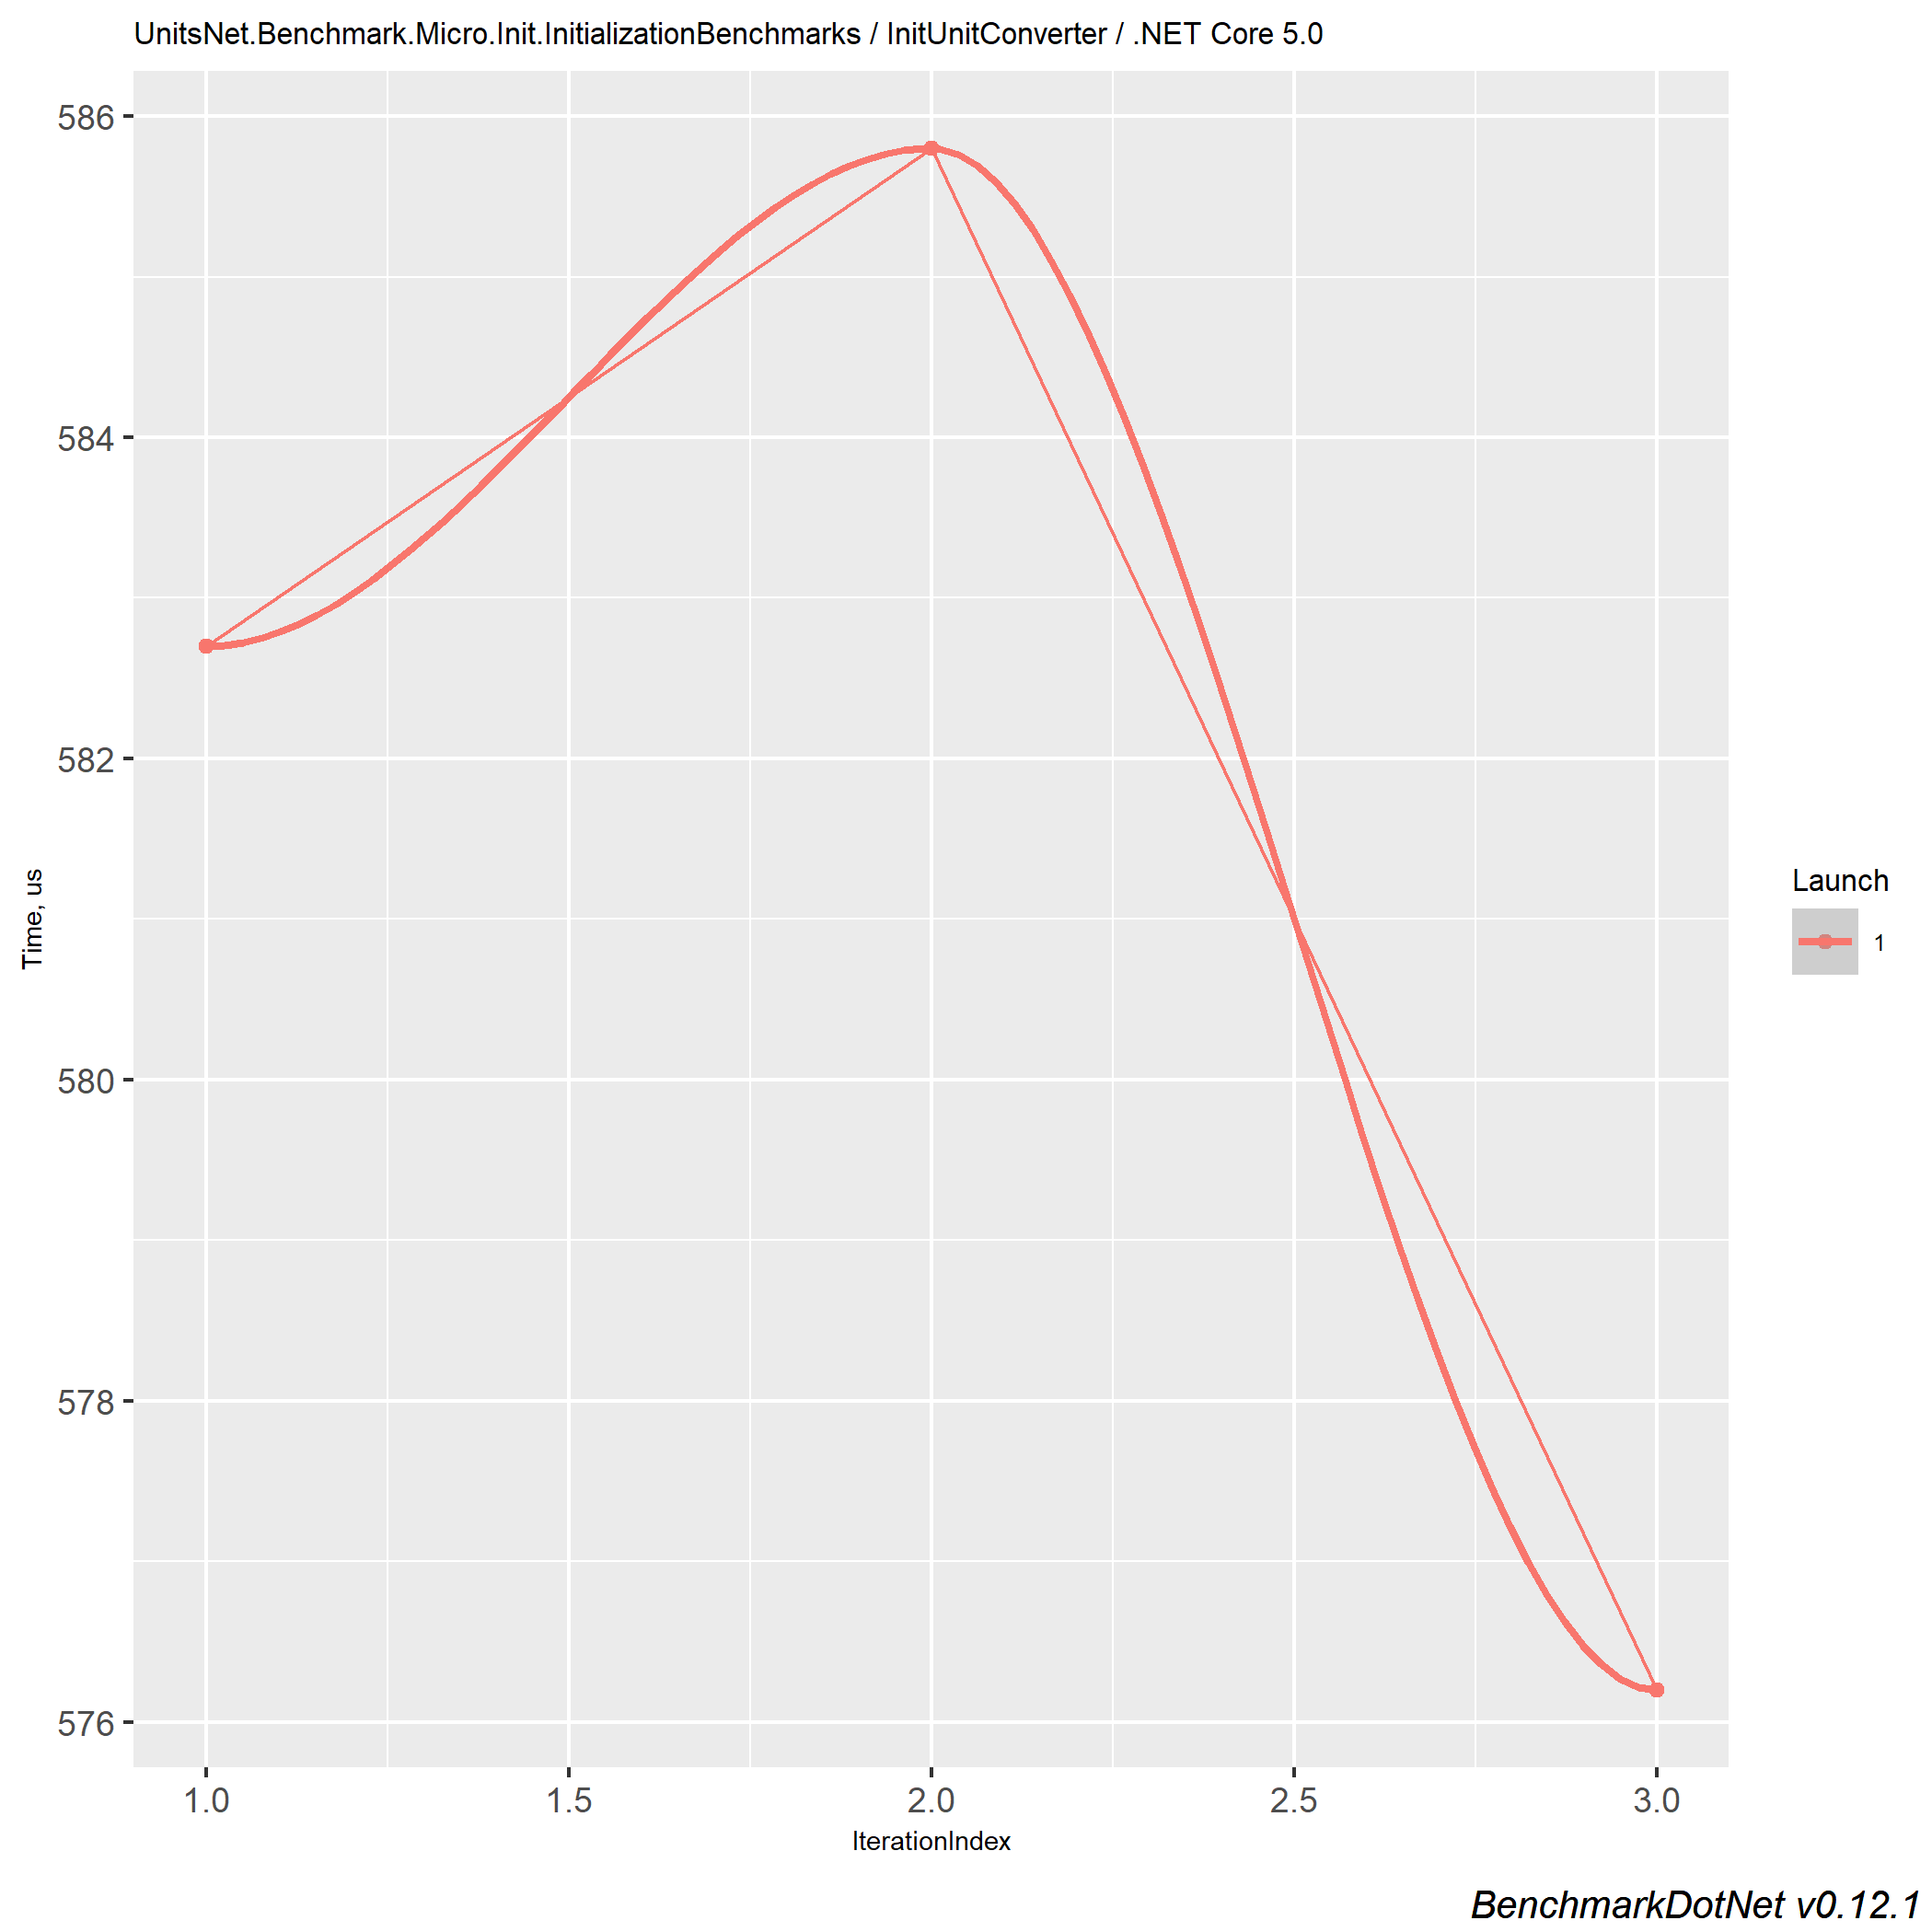 UnitsNet.Benchmark.Micro.Init.InitializationBenchmarks / InitUnitConverter / .NET Core 5.0
586
584
582
580
578
576
Time, us
1.0 1.5 2.0 2.5 3.0
IterationIndex
Launch
1
BenchmarkDotNet v0.12.1